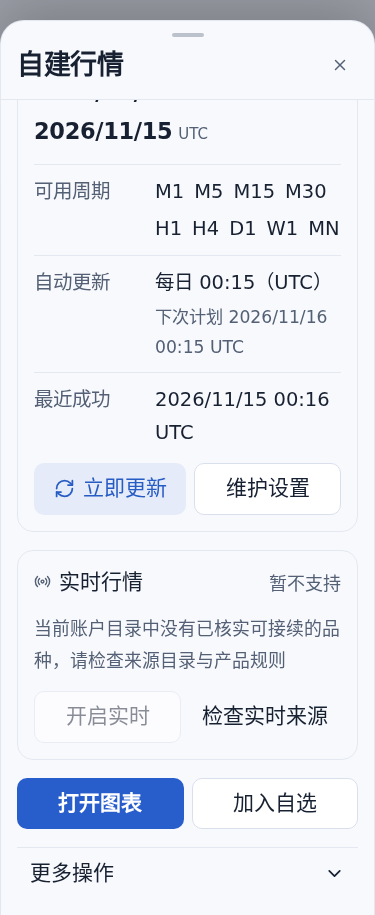 自建行情
2026/11/15 UTC
可用周期
M1 M5 M15 M30
H1 H4 D1 W1 MN
自动更新
每日 00:15（UTC）
下次计划 2026/11/16
00:15 UTC
最近成功
2026/11/15 00:16
UTC
立即更新
维护设置
实时行情
暂不支持
当前账户目录中没有已核实可接续的品
种，请检查来源目录与产品规则
开启实时
检查实时来源
打开图表
加入自选
更多操作